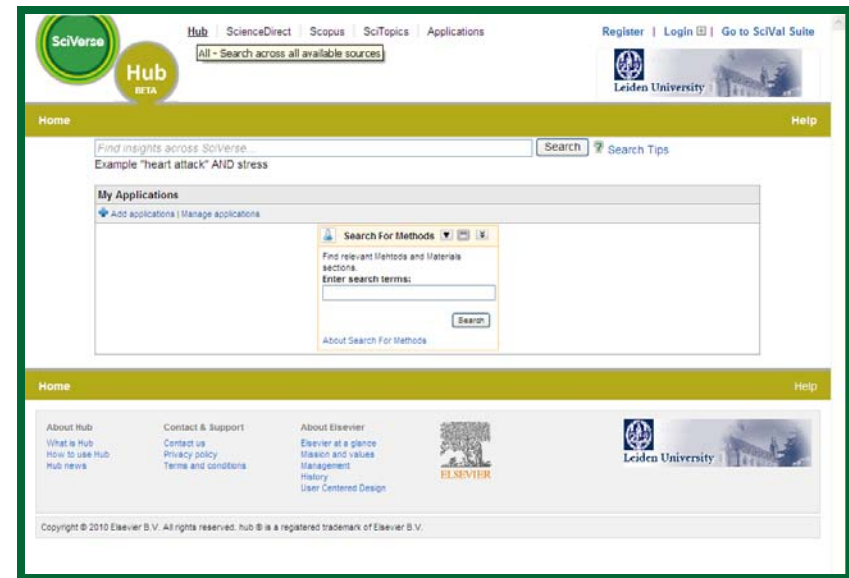 SciVerse
Hub
BETA
Hub ScienceDirect Scopus SciTopics Applications
All - Search across all available sources
Register | Login | Go to SciVal Suite
Leiden University
Home Help
Find insights across SciVerse...
Search
Search Tips
Example "heart attack" AND stress
My Applications
Add applications | Manage applications
Search For Methods
Find relevant Methods and Materials
sections.
Enter search terms:
Search
About Search For Methods
Home Help
About Hub
What is Hub
How to use Hub
Hub news
Contact & Support
Contact us
Privacy policy
Terms and conditions
About Elsevier
Elsevier at a glance
Mission and values
Management
History
User Centered Design
ELSEVIER
Leiden University
Copyright © 2010 Elsevier B.V. All rights reserved. hub ® is a registered trademark of Elsevier B.V.